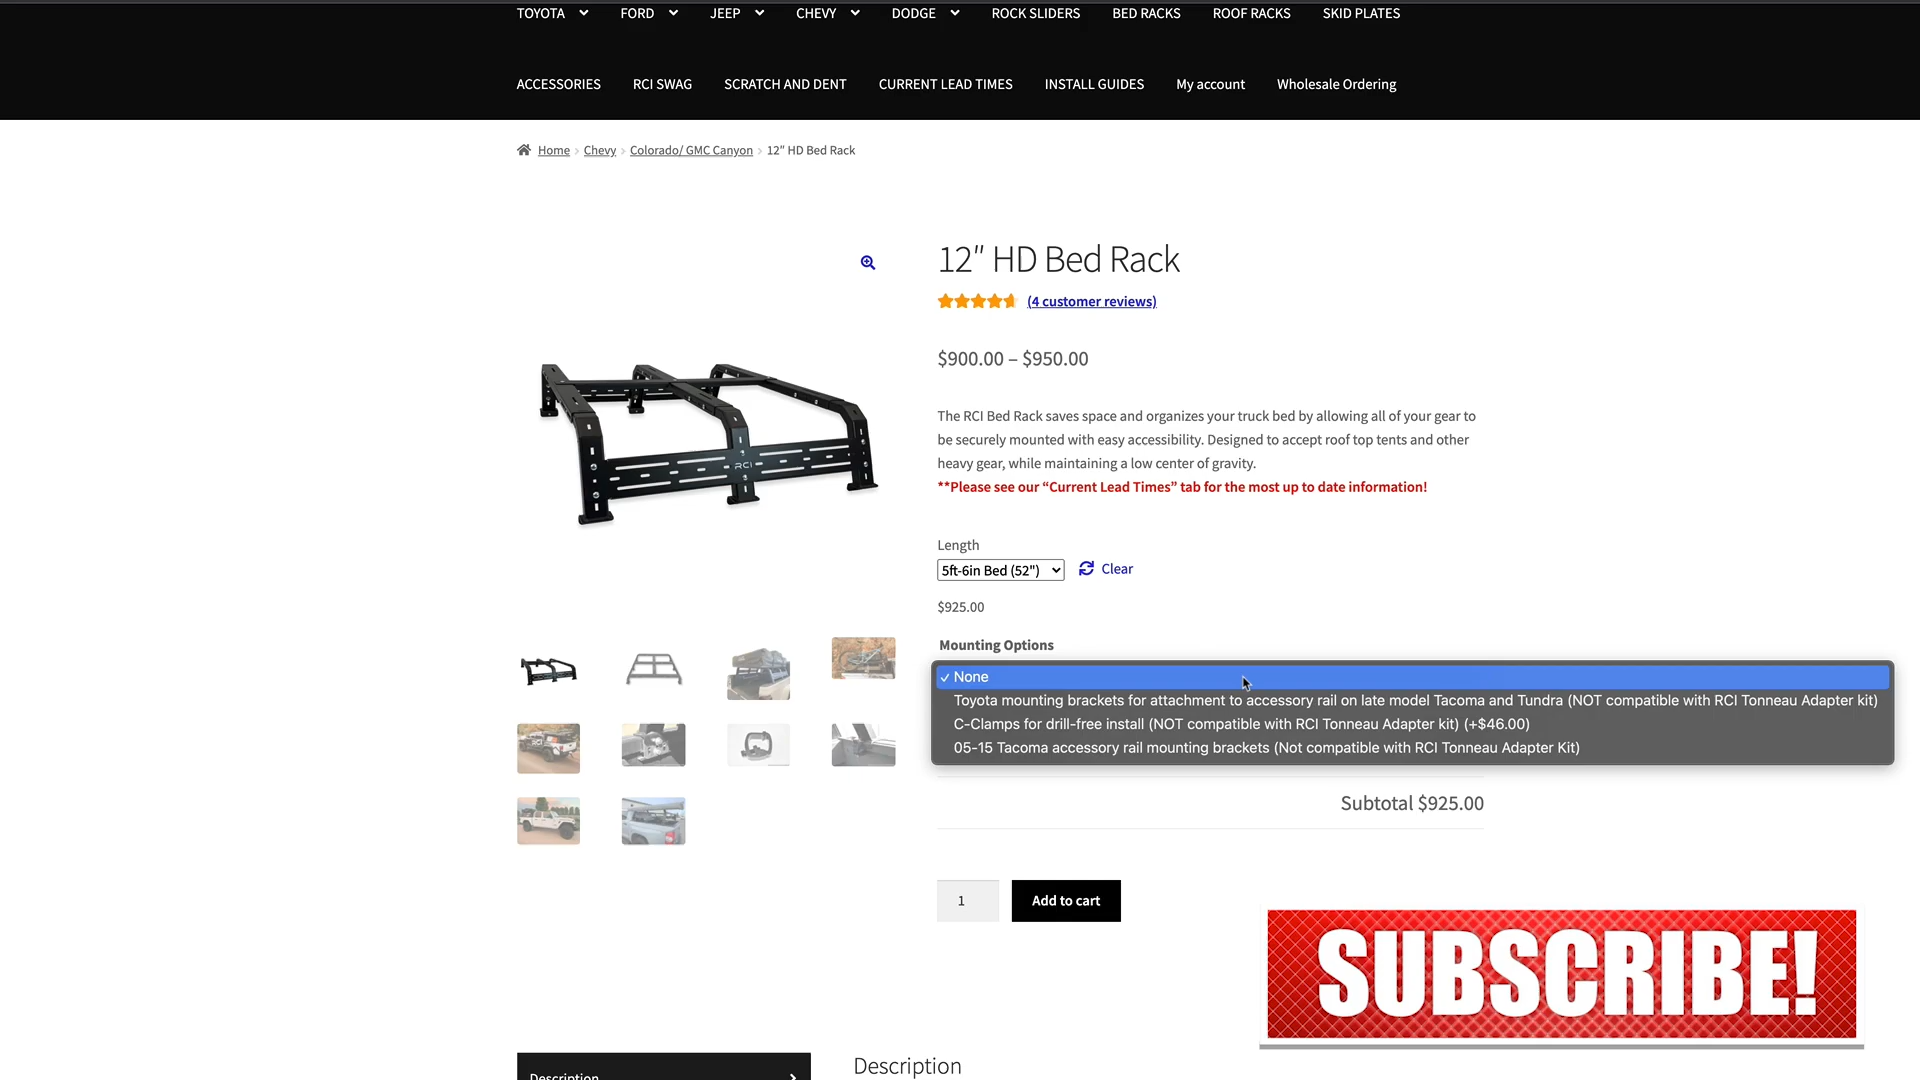 TOYOTA
FORD
JEEP
CHEVY
DODGE
ROCK SLIDERS
BED RACKS
ROOF RACKS
SKID PLATES
ACCESSORIES
RCI SWAG
SCRATCH AND DENT
CURRENT LEAD TIMES
INSTALL GUIDES
My account
Wholesale Ordering
Home › Chevy › Colorado/ GMC Canyon › 12″ HD Bed Rack
12″ HD Bed Rack
(4 customer reviews)
$900.00 – $950.00
The RCI Bed Rack saves space and organizes your truck bed by allowing all of your gear to
be securely mounted with easy accessibility. Designed to accept roof top tents and other
heavy gear, while maintaining a low center of gravity.
**Please see our “Current Lead Times” tab for the most up to date information!
RCI
Length
5ft-6in Bed (52")
Clear
$925.00
Mounting Options
✓ None
Toyota mounting brackets for attachment to accessory rail on late model Tacoma and Tundra (NOT compatible with RCI Tonneau Adapter kit)
C-Clamps for drill-free install (NOT compatible with RCI Tonneau Adapter kit) (+$46.00)
05-15 Tacoma accessory rail mounting brackets (Not compatible with RCI Tonneau Adapter Kit)
Subtotal $925.00
1
Add to cart
SUBSCRIBE!
Description
Description